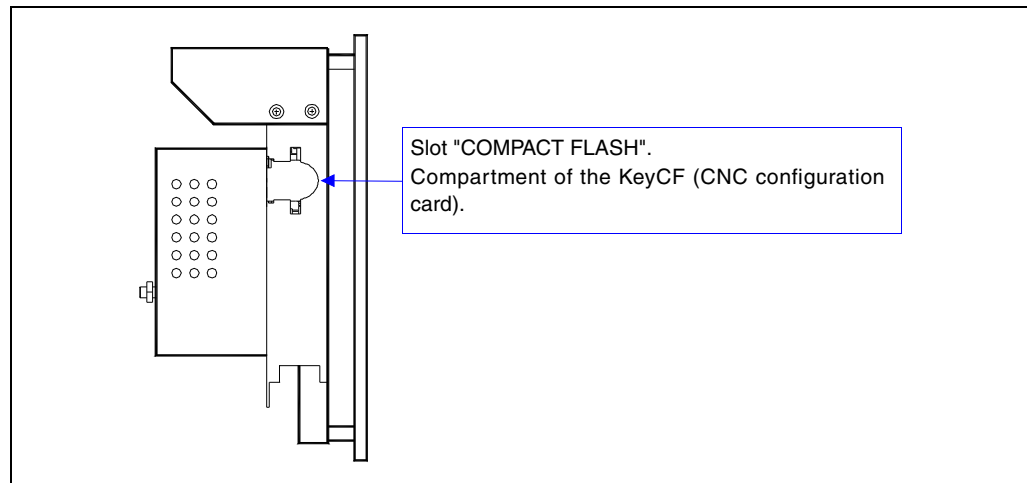 Slot "COMPACT FLASH".
Compartment of the KeyCF (CNC configuration
card).